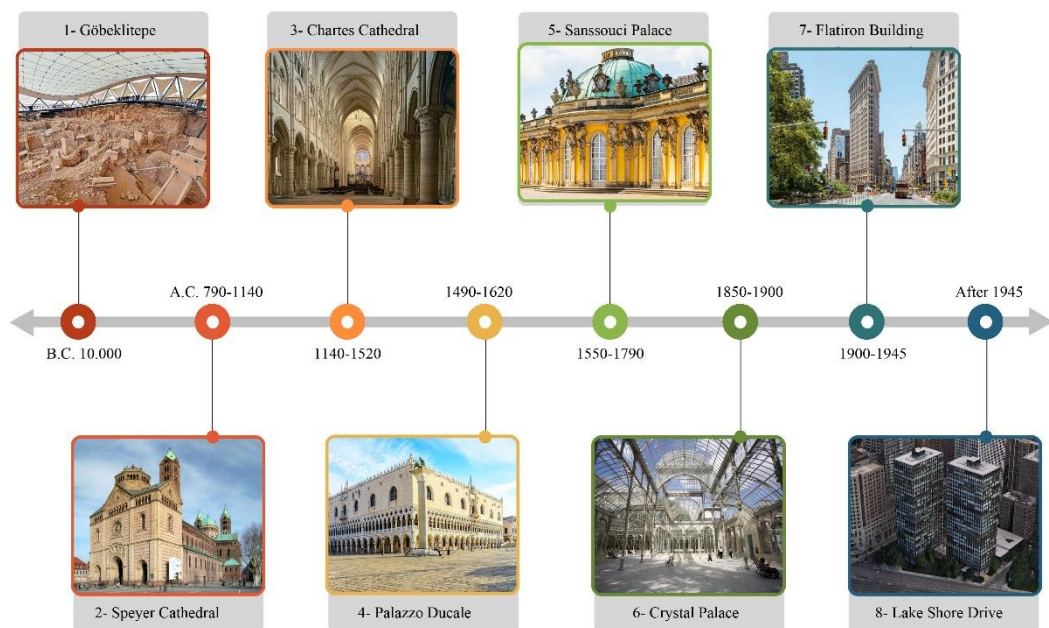 1- Göbeklitepe
3- Chartes Cathedral
5- Sanssouci Palace
7- Flatiron Building
A.C. 790-1140
1490-1620
1850-1900
After 1945
B.C. 10.000
1140-1520
1550-1790
1900-1945
2- Speyer Cathedral
4- Palazzo Ducale
6- Crystal Palace
8- Lake Shore Drive